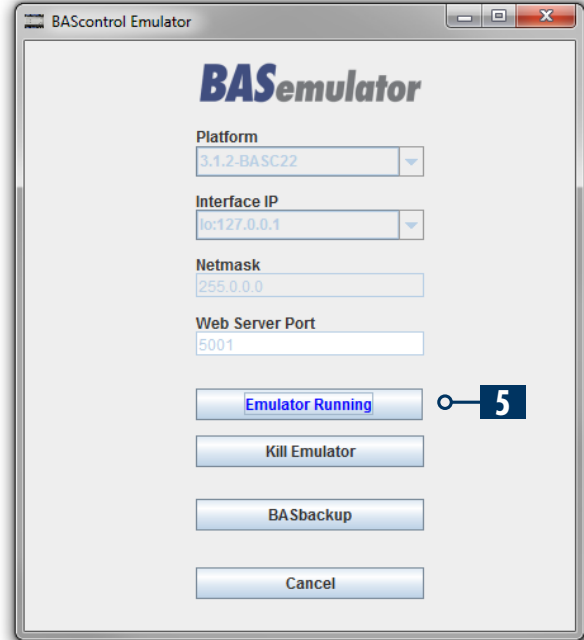 BAScontrol Emulator
BASemulator
Platform
3.1.2-BASC22
Interface IP
lo:127.0.0.1
Netmask
255.0.0.0
Web Server Port
5001
Emulator Running
5
Kill Emulator
BASbackup
Cancel